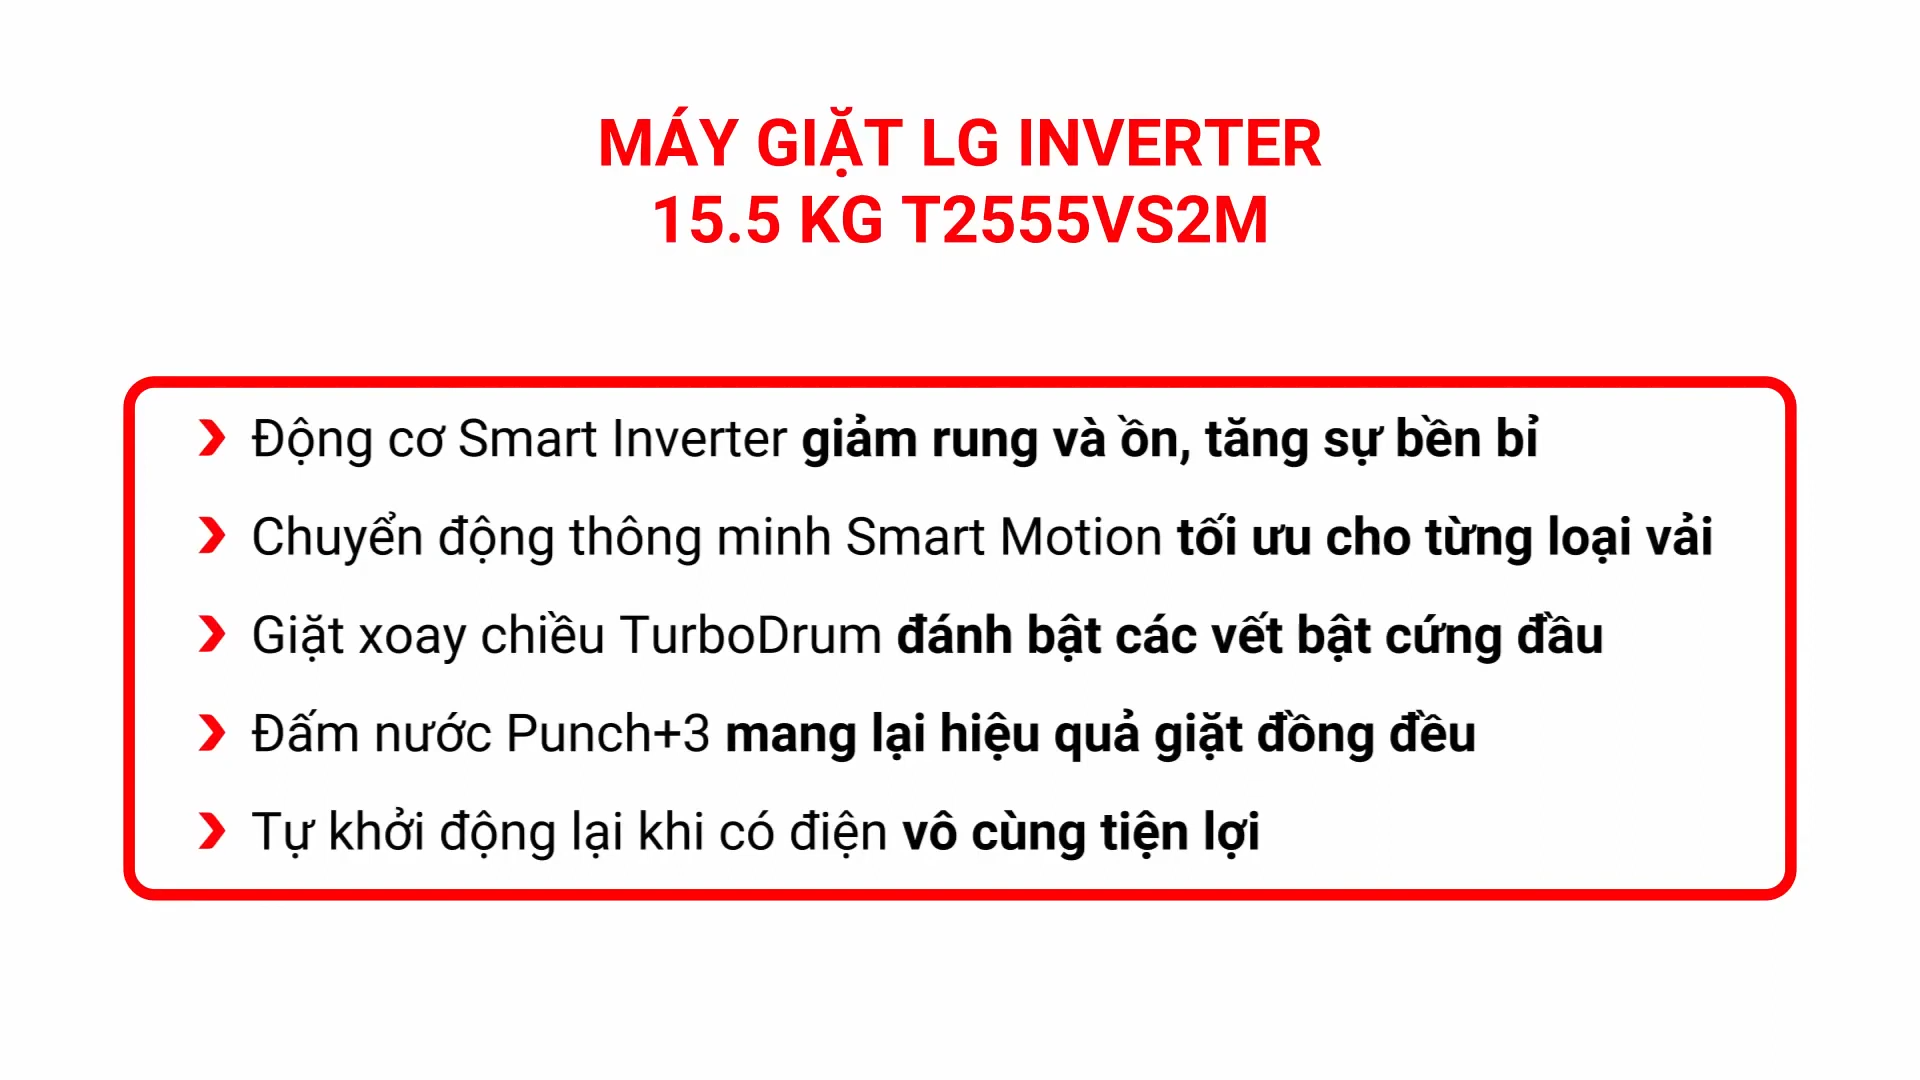 MÁY GIẶT LG INVERTER
15.5 KG T2555VS2M
Động cơ Smart Inverter giảm rung và ồn, tăng sự bền bỉ
Chuyển động thông minh Smart Motion tối ưu cho từng loại vải
Giặt xoay chiều TurboDrum đánh bật các vết bật cứng đầu
Đấm nước Punch+3 mang lại hiệu quả giặt đồng đều
Tự khởi động lại khi có điện vô cùng tiện lợi